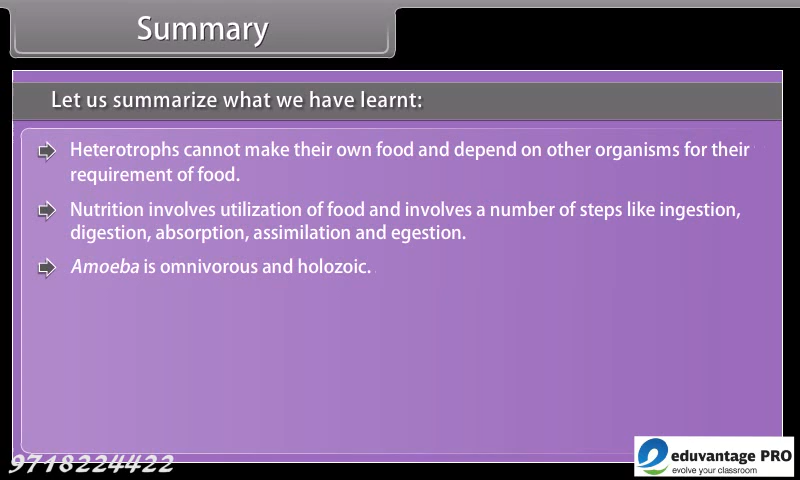 Summary
Let us summarize what we have learnt:
Heterotrophs cannot make their own food and depend on other organisms for their
requirement of food.
Nutrition involves utilization of food and involves a number of steps like ingestion,
digestion, absorption, assimilation and egestion.
Amoeba is omnivorous and holozoic.
9718224422
eduvantage PRO
evolve your classroom